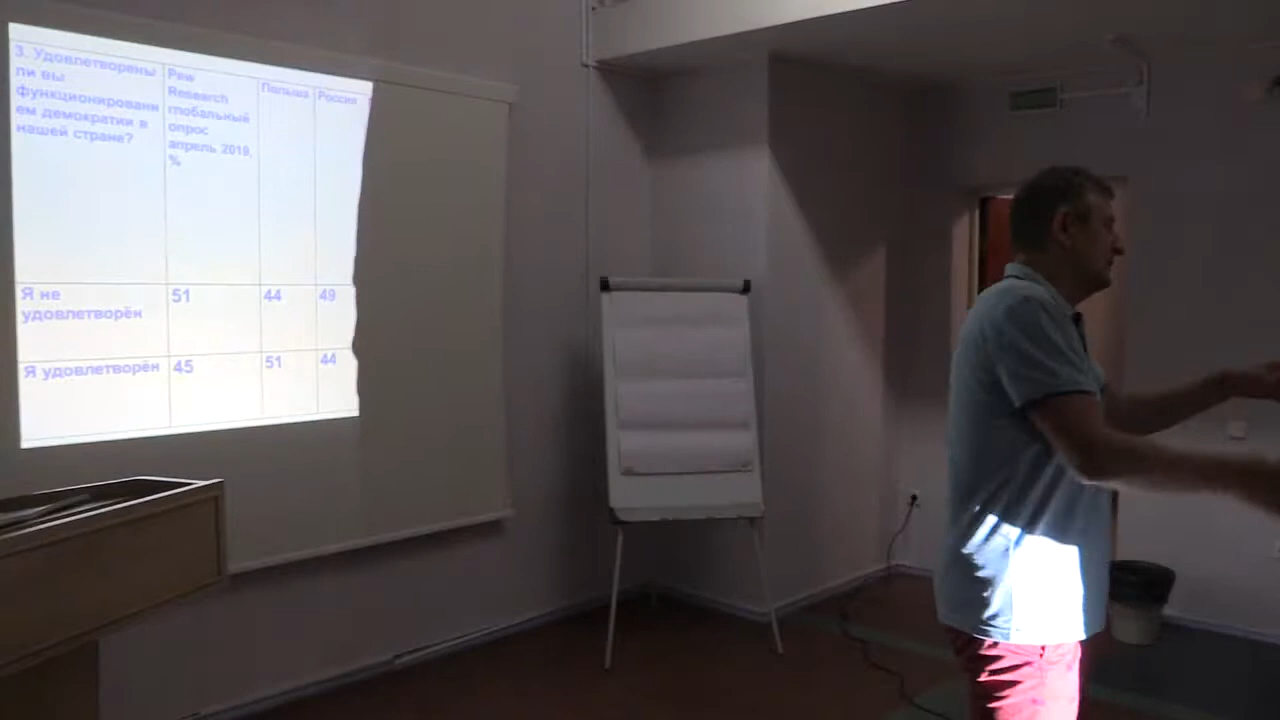 3. Удовлетворены
ли вы
функционировани
ем демократии в
нашей стране?
Pew
Research
глобальный
опрос
апрель 2019,
%
Польша
Россия
Я не
удовлетворён
51
44
49
Я удовлетворён
45
51
44